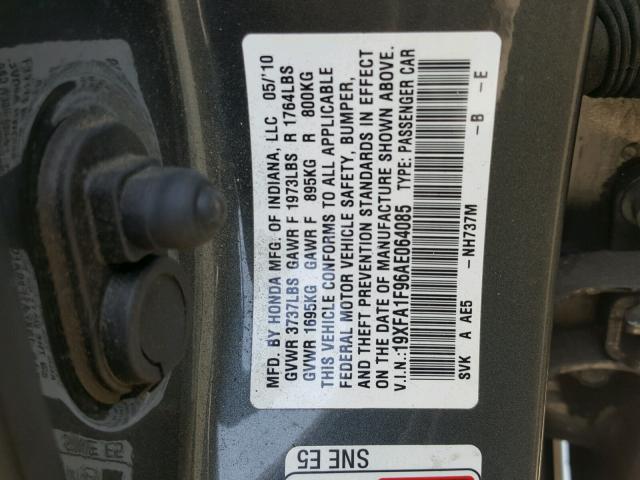 MFD. BY HONDA MFG. OF INDIANA, LLC 05/'10
GVWR 3737LBS GAWR F 1973LBS R 1764LBS
GVWR 1695KG GAWR F 895KG R 800KG
THIS VEHICLE CONFORMS TO ALL APPLICABLE
FEDERAL MOTOR VEHICLE SAFETY, BUMPER,
AND THEFT PREVENTION STANDARDS IN EFFECT
ON THE DATE OF MANUFACTURE SHOWN ABOVE.
V.I.N.:19XFA1F96AE064085 TYPE: PASSENGER CAR
SVK A AE5 -NH737M -B -E
SNE E5